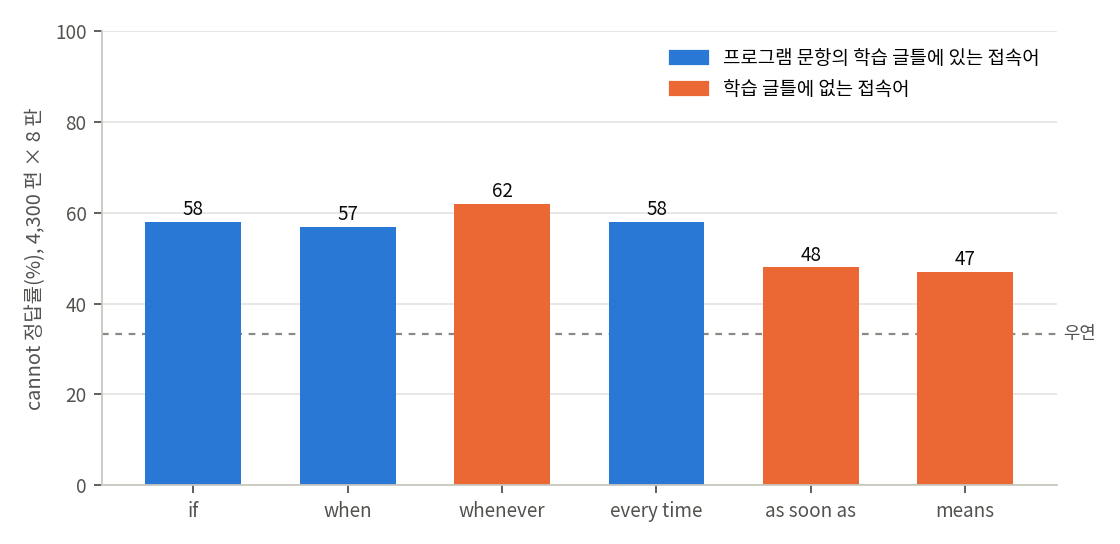 프로그램 문항의 학습 글틀에 있는 접속어
학습 글틀에 없는 접속어
cannot 정답률(%), 4,300 편 × 8 판
100
80
60
40
20
0
58
57
62
58
48
47
우연
if
when
whenever
every time
as soon as
means